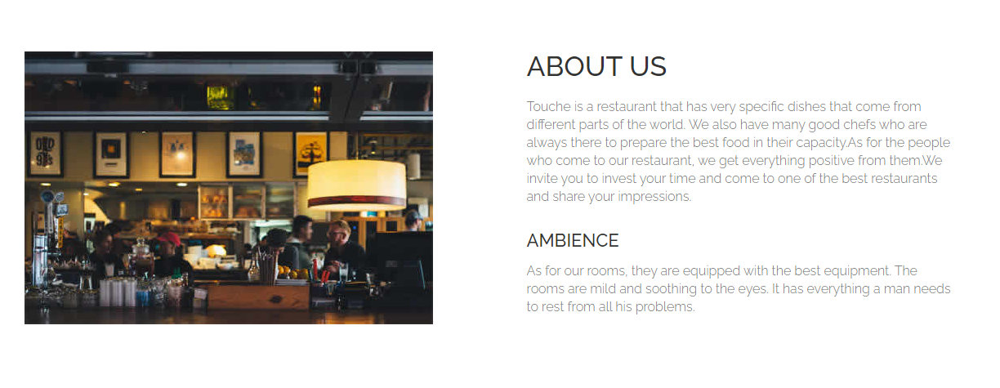 ABOUT US
Touche is a restaurant that has very specific dishes that come from
different parts of the world. We also have many good chefs who are
always there to prepare the best food in their capacity.As for the people
who come to our restaurant, we get everything positive from them.We
invite you to invest your time and come to one of the best restaurants
and share your impressions.
AMBIENCE
As for our rooms, they are equipped with the best equipment. The
rooms are mild and soothing to the eyes. It has everything a man needs
to rest from all his problems.
OLD